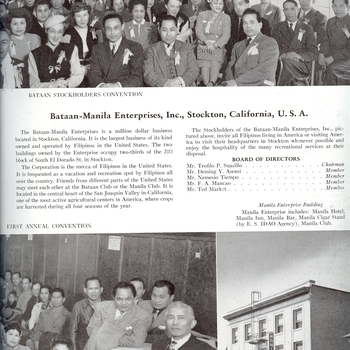 BATAAN STOCKHOLDERS CONVENTION
Bataan-Manila Enterprises, Inc., Stockton, California, U. S. A.
The Bataan-Manila Enterprises is a million dollar business
located in Stockton, California. It is the largest business of its kind
owned and operated by Filipinos in the United States. The two
buildings owned by the Enterprise occupy two-thirds of the 200
block of South El Dorado St. in Stockton.
The Corporation is the mecca of Filipinos in the United States.
It is frequented as a vacation and recreation spot by Filipinos all
over the country. Friends from different parts of the United States
may meet each other at the Bataan Club or the Manila Club. It is
located in the central heart of the San Joaquin Valley in California,
one of the most active agricultural centers in America, where crops
are harvested during all four seasons of the year.
The Stockholders of the Bataan-Manila Enterprises, Inc., pic-
tured above, invite all Filipinos living in America or visiting Amer-
ica to visit their headquarters in Stockton whenever possible and
enjoy the hospitality of the many recreational services at their
disposal.
BOARD OF DIRECTORS
Mr. Teofilo P. Chairman
Mr. Deming Y. Member
Mr. Nemesio Tiempo Member
Mr. F. A. Mancao Member
Mr. Ted Market Member
Manila Enterprise Building
Manila Enterprise includes: Manila Hotel,
Manila Inn, Manila Bar, Manila Cigar Stand
(by E. S. Agency), Manila Club.
FIRST ANNUAL CONVENTION